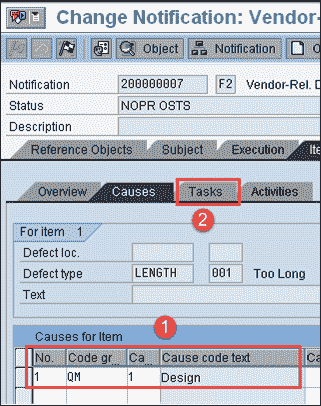 Change Notification: Vendor-
Object Notification O
Notification 200000007 F2 Vendor-Rel. D
Status NOPR OSTS
Description
Reference Objects Subject Execution Ite
Overview Causes Tasks Activities
2
For item 1
Defect loc.
Defect type LENGTH 001 Too Long
Text
1
Causes for Item
No. Code gr... Ca... Cause code text Ca
1 QM 1 Design